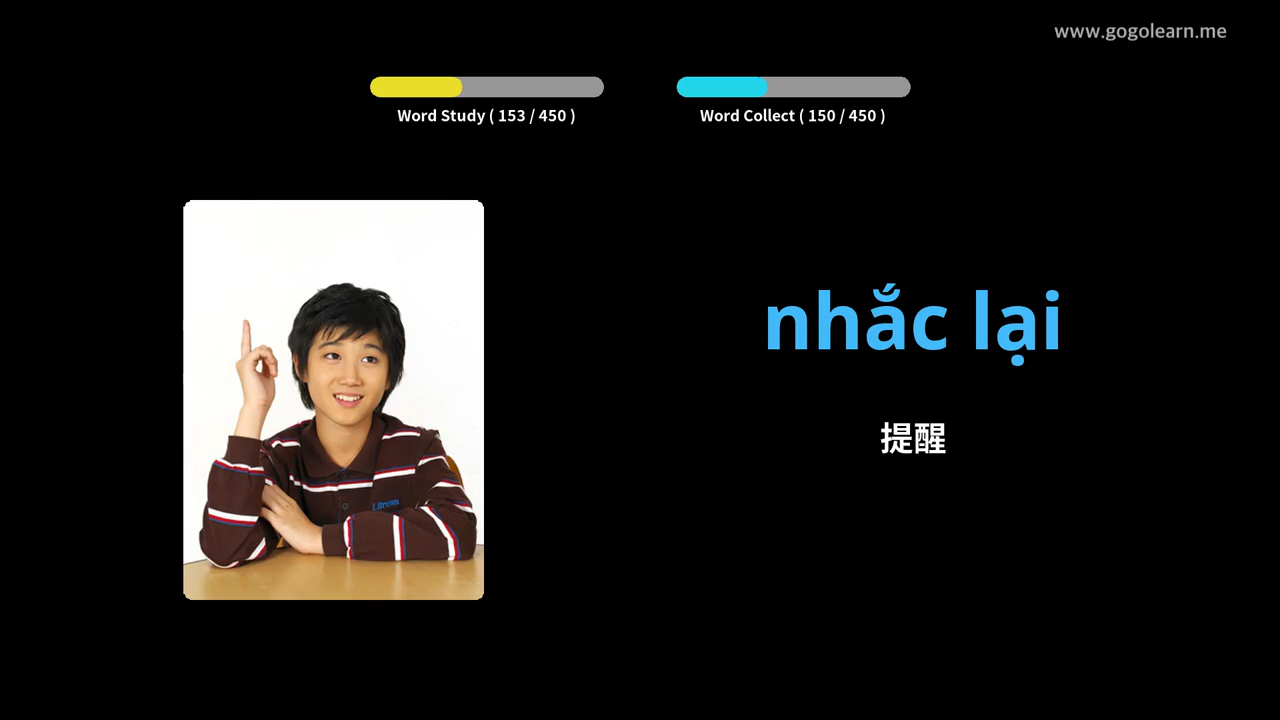 www.gogolearn.me
Word Study ( 153 / 450 )
Word Collect ( 150 / 450 )
nhắc lại
提醒